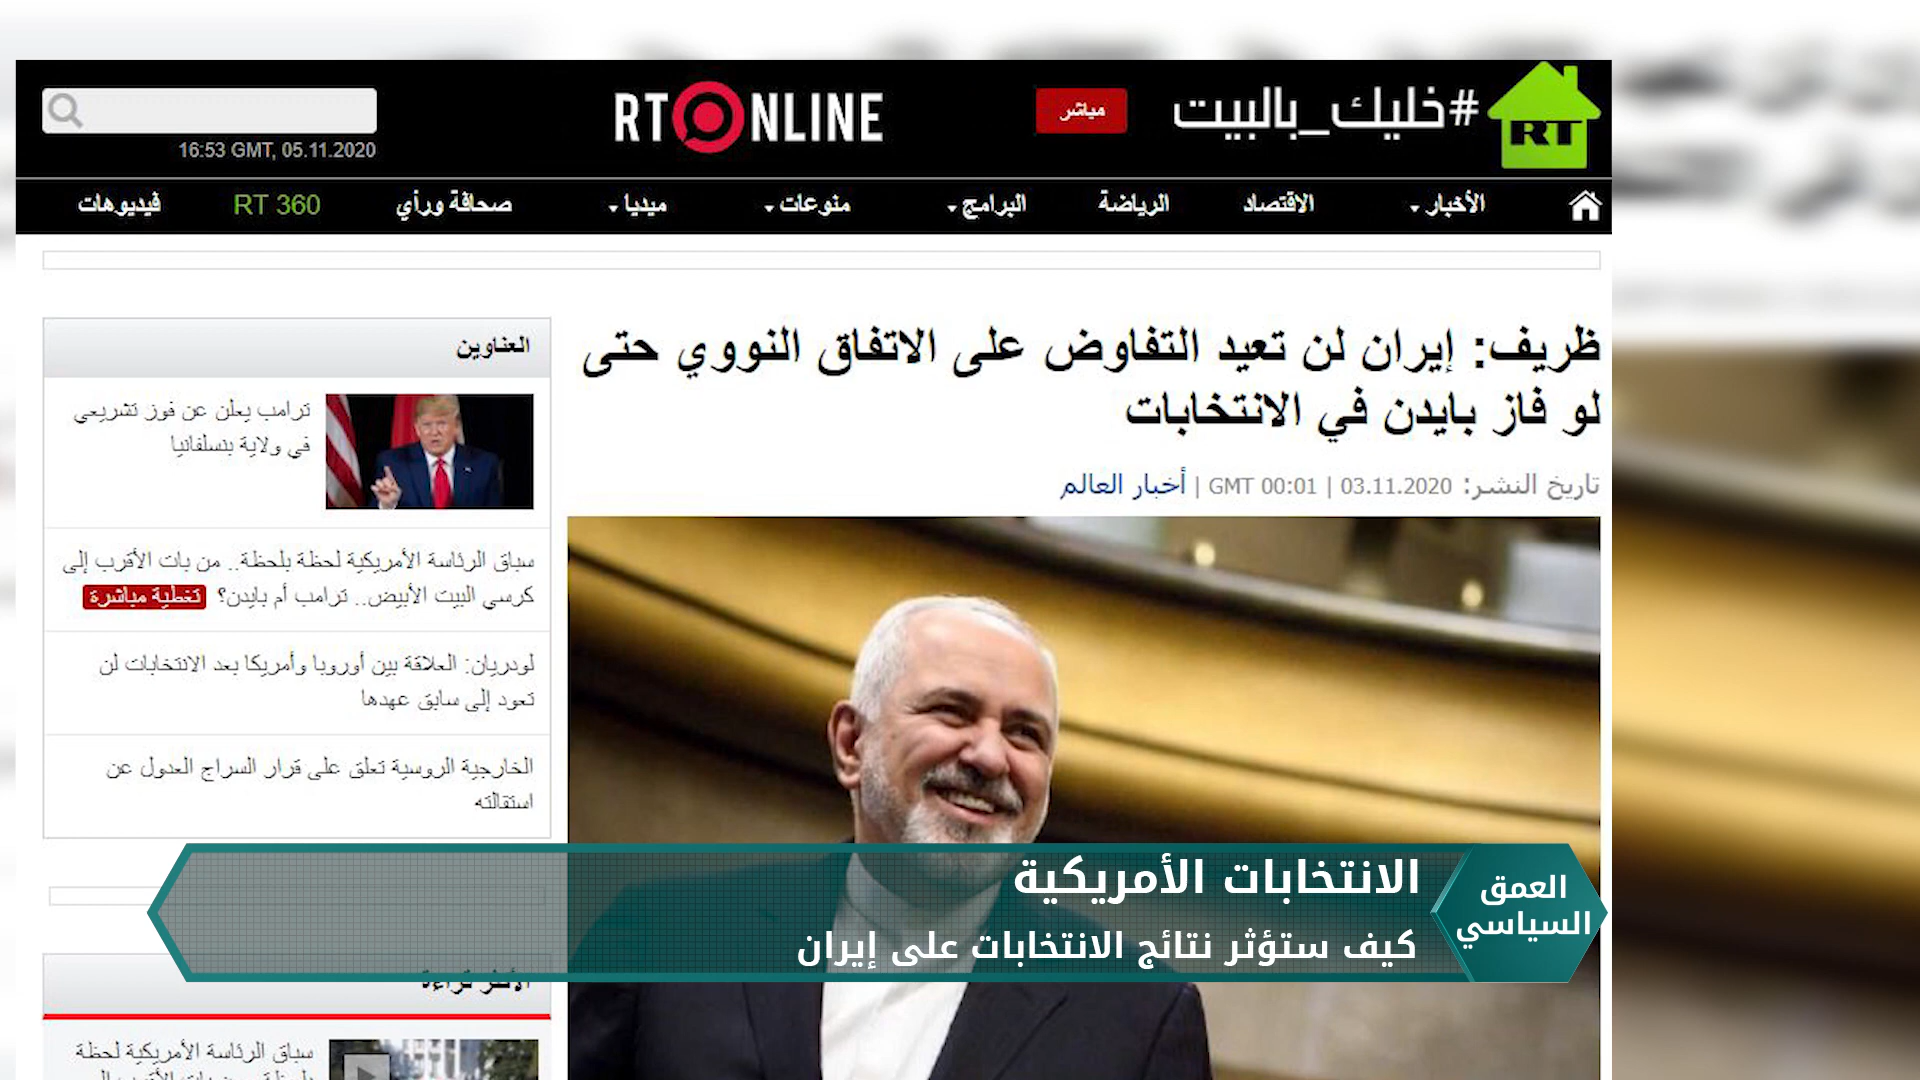 #خليك_بالبيت
RT
مباشر
RT ONLINE
16:53 GMT, 05.11.2020
الأخبار
الاقتصاد
الرياضة
البرامج
منوعات
ميديا
صحافة ورأي
RT 360
فيديوهات
ظريف: إيران لن تعيد التفاوض على الاتفاق النووي حتى
لو فاز بايدن في الانتخابات
تاريخ النشر: 03.11.2020 | 00:01 GMT | أخبار العالم
العناوين
ترامب يعلن عن فوز تشريعي
في ولاية بنسلفانيا
سباق الرئاسة الأمريكية لحظة بلحظة.. من بات الأقرب إلى
كرسي البيت الأبيض.. ترامب أم بايدن؟ تغطية مباشرة
لودريان: العلاقة بين أوروبا وأمريكا بعد الانتخابات لن
تعود إلى سابق عهدها
الخارجية الروسية تعلق على قرار السراج العدول عن
استقالته
العمق
السياسي
الانتخابات الأمريكية
كيف ستؤثر نتائج الانتخابات على إيران
سباق الرئاسة الأمريكية لحظة